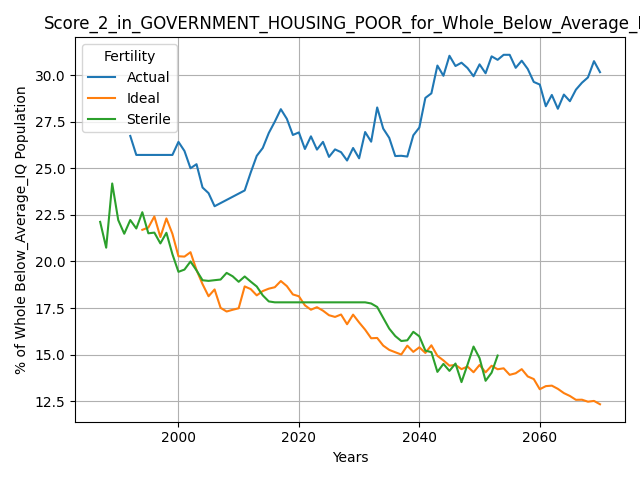 Score_2_in_GOVERNMENT_HOUSING_POOR_for_Whole_Below_Average_I
Fertility
Actual
Ideal
Sterile
% of Whole Below_Average_IQ Population
30.0
27.5
25.0
22.5
20.0
17.5
15.0
12.5
2000
2020
2040
2060
Years